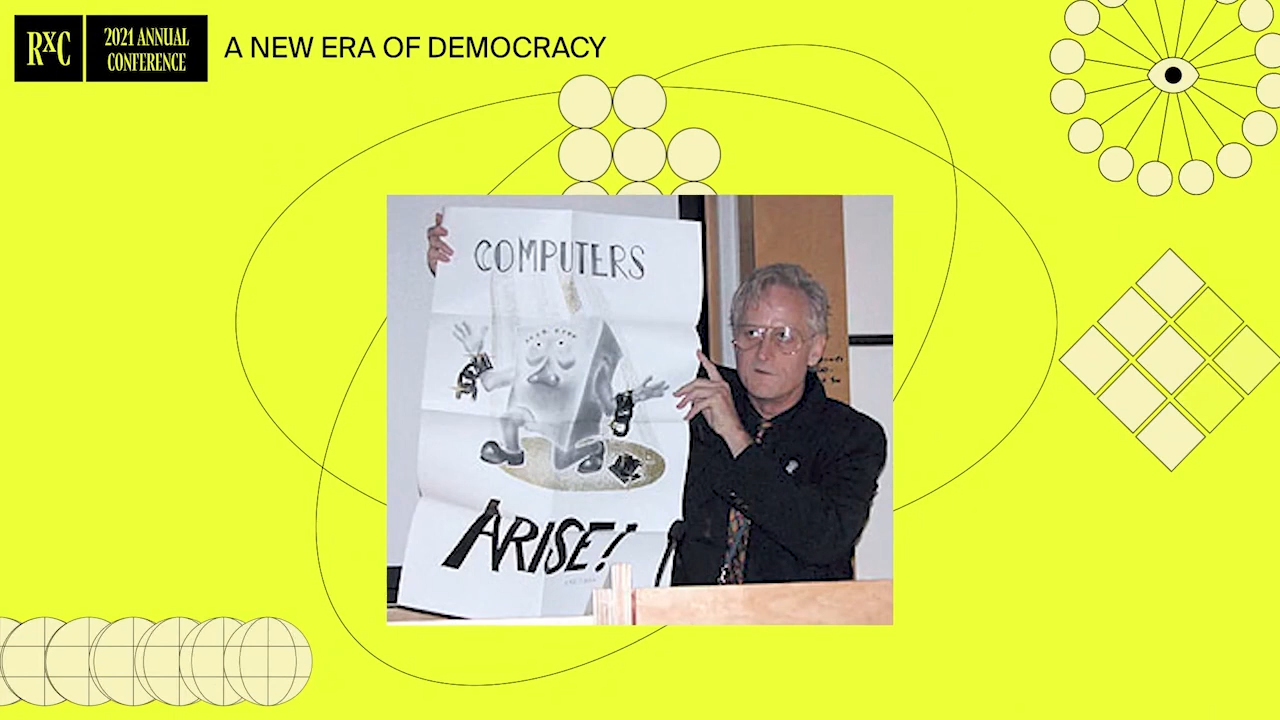 RxC
2021 ANNUAL
CONFERENCE
A NEW ERA OF DEMOCRACY
COMPUTERS
ARISE!